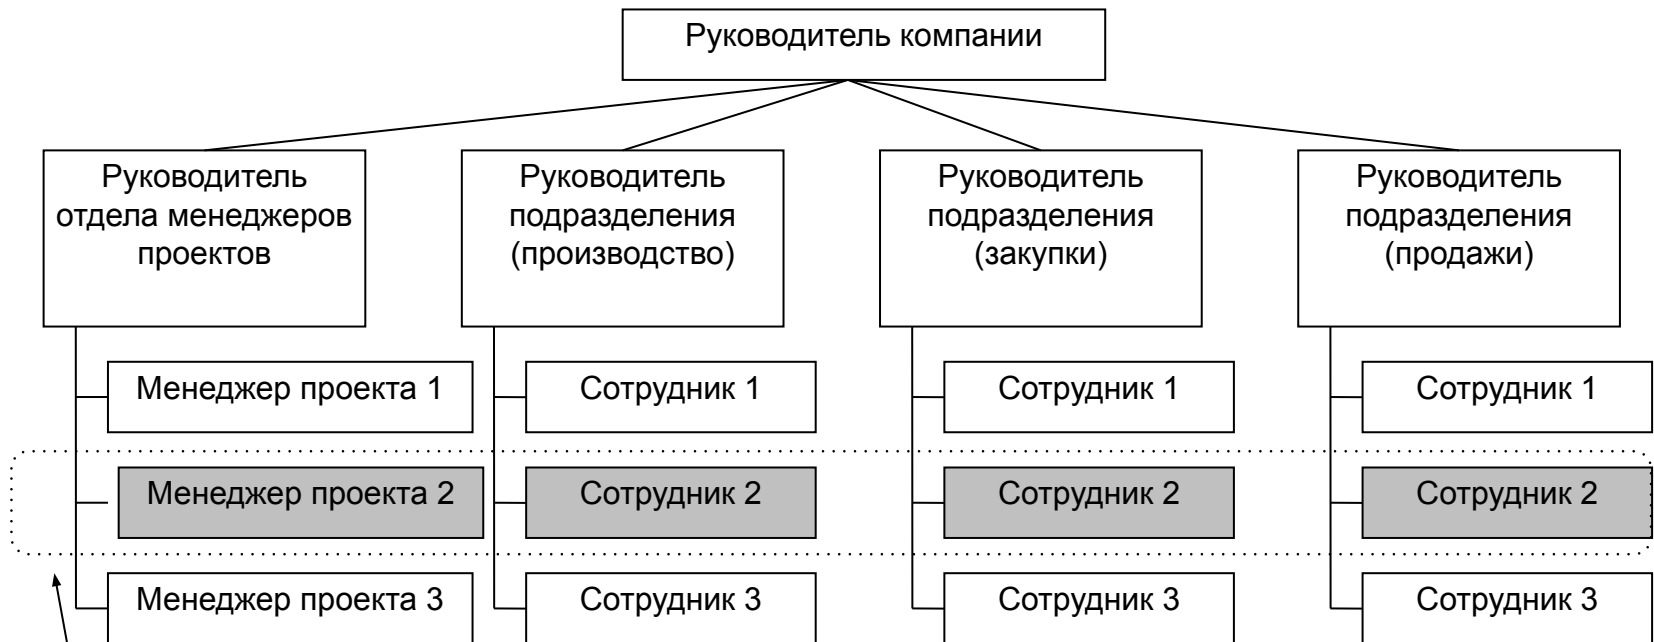 Руководитель компании
Руководитель
отдела менеджеров
проектов
Руководитель
подразделения
(производство)
Руководитель
подразделения
(закупки)
Руководитель
подразделения
(продажи)
Менеджер проекта 1
Сотрудник 1
Сотрудник 1
Сотрудник 1
Менеджер проекта 2
Сотрудник 2
Сотрудник 2
Сотрудник 2
Менеджер проекта 3
Сотрудник 3
Сотрудник 3
Сотрудник 3